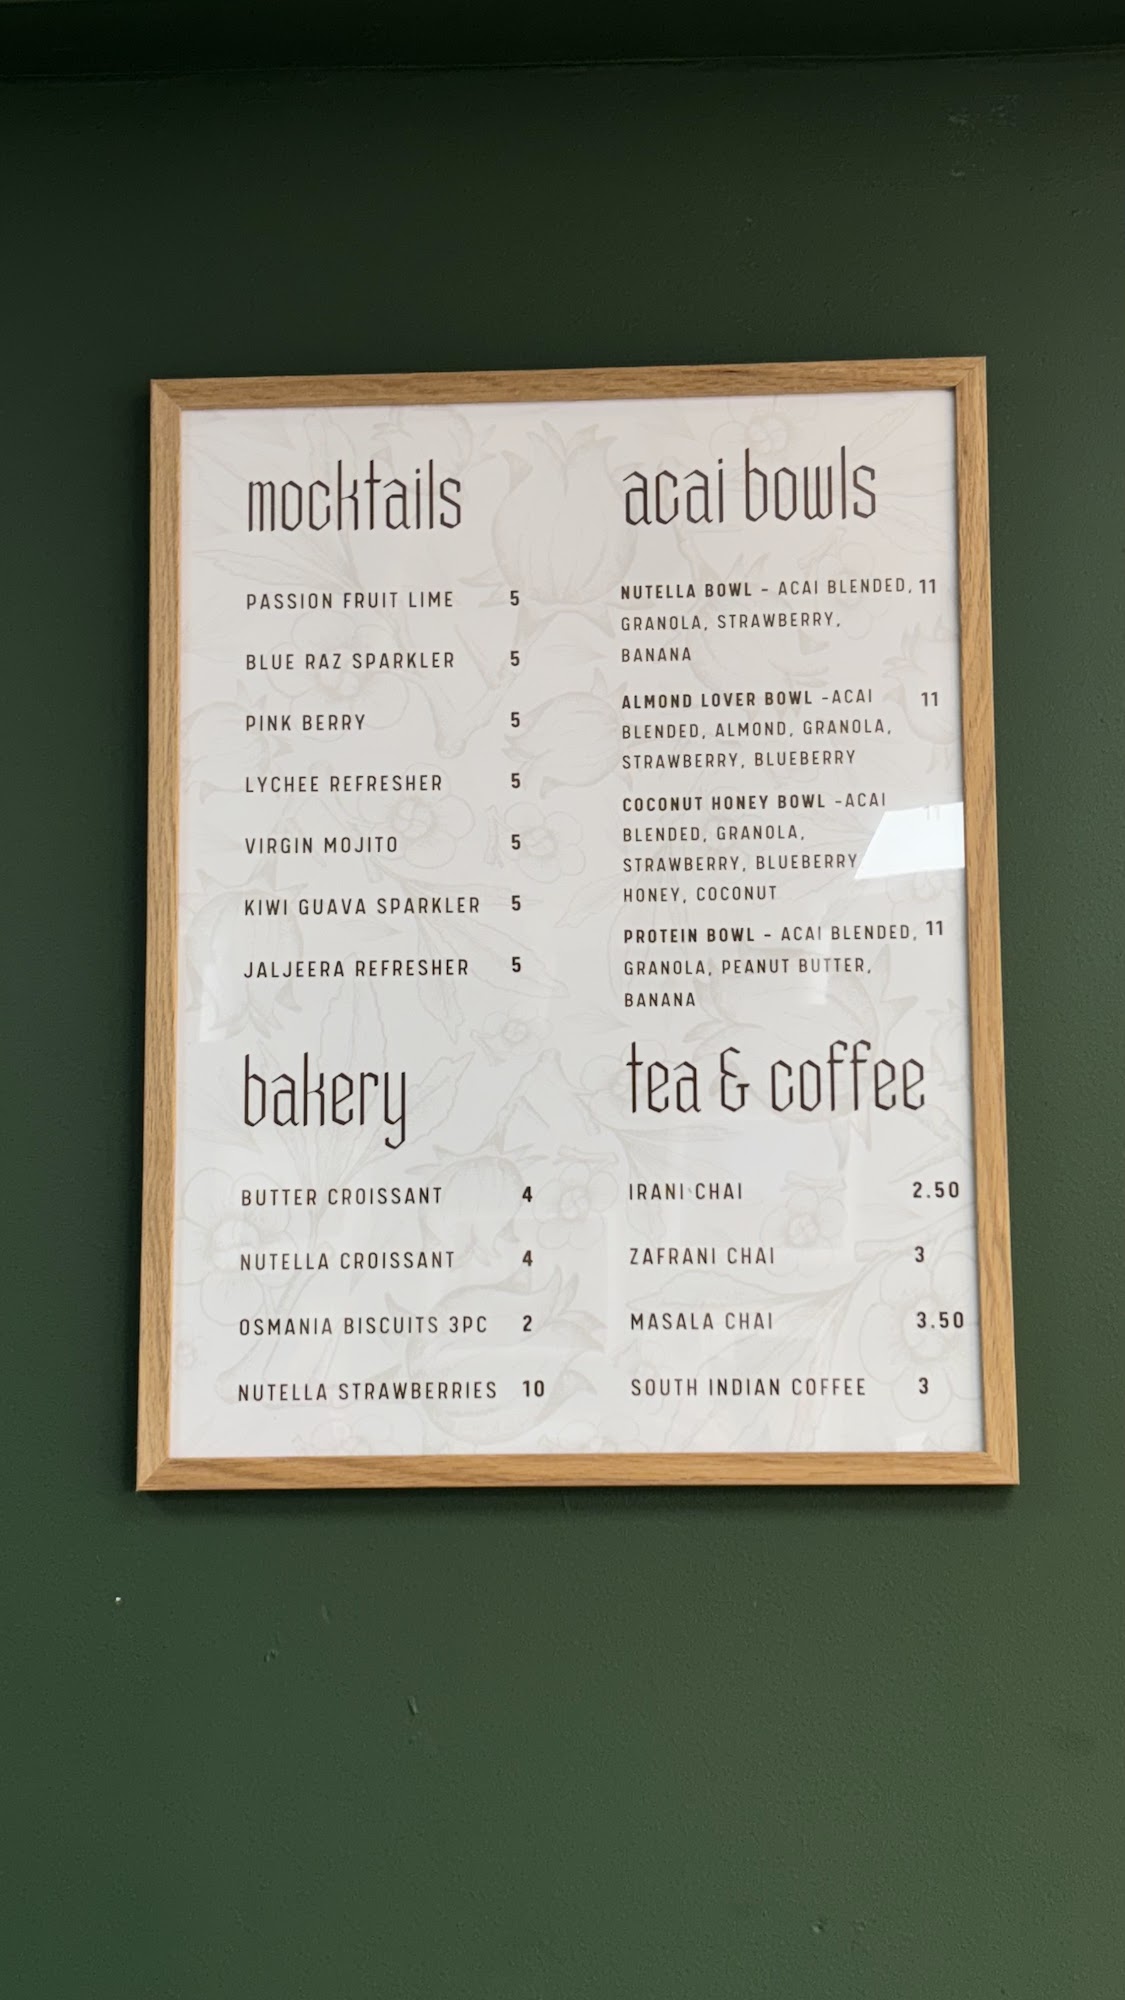 mocktails
PASSION FRUIT LIME 5
BLUE RAZ SPARKLER 5
PINK BERRY 5
LYCHEE REFRESHER 5
VIRGIN MOJITO 5
KIWI GUAVA SPARKLER 5
JALJEERA REFRESHER 5
acai bowls
NUTELLA BOWL - ACAI BLENDED, 11
GRANOLA, STRAWBERRY,
BANANA
ALMOND LOVER BOWL -ACAI 11
BLENDED, ALMOND, GRANOLA,
STRAWBERRY, BLUEBERRY
COCONUT HONEY BOWL -ACAI 11
BLENDED, GRANOLA,
STRAWBERRY, BLUEBERRY
HONEY, COCONUT
PROTEIN BOWL - ACAI BLENDED, 11
GRANOLA, PEANUT BUTTER,
BANANA
bakery
BUTTER CROISSANT 4
NUTELLA CROISSANT 4
OSMANIA BISCUITS 3PC 2
NUTELLA STRAWBERRIES 10
tea & coffee
IRANI CHAI 2.50
ZAFRANI CHAI 3
MASALA CHAI 3.50
SOUTH INDIAN COFFEE 3